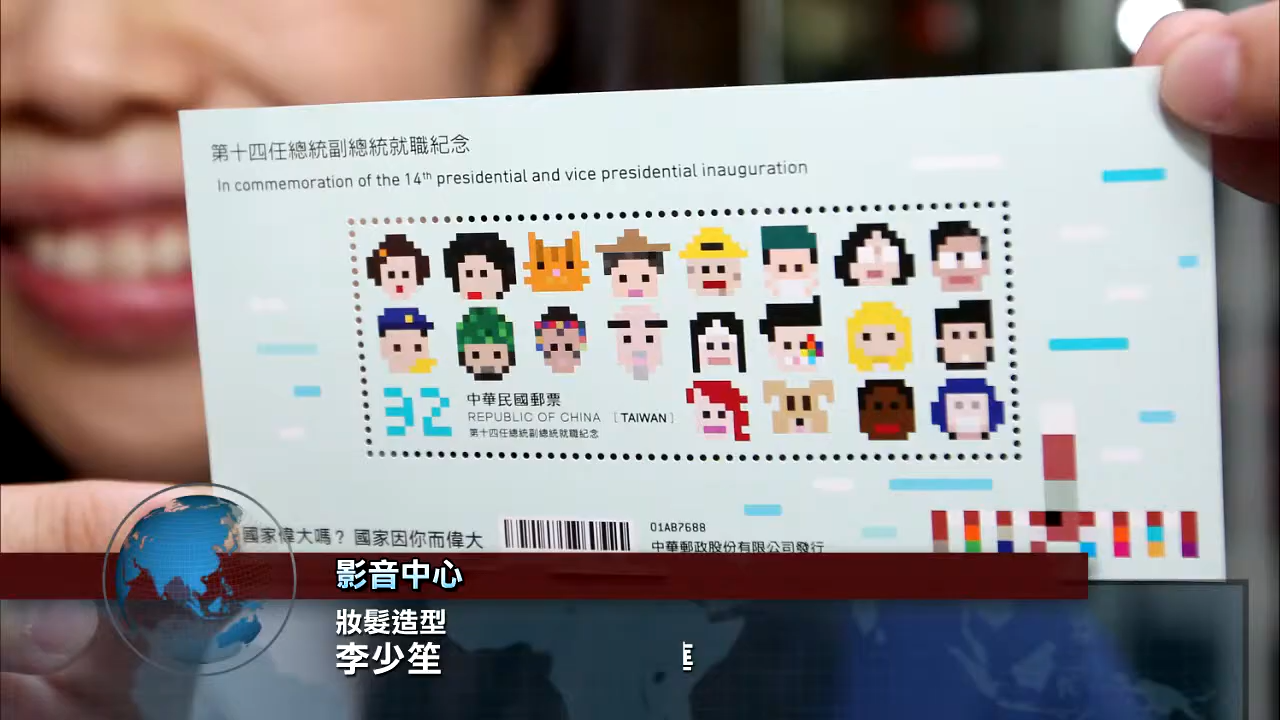 第十四任總統副總統就職紀念
In commemoration of the 14th presidential and vice presidential inauguration
32
中華民國郵票
REPUBLIC OF CHINA [TAIWAN]
第十四任總統副總統就職紀念
國家偉大嗎？ 國家因你而偉大
01AB7688
中華郵政股份有限公司發行
影音中心
妝髮造型
李少笙